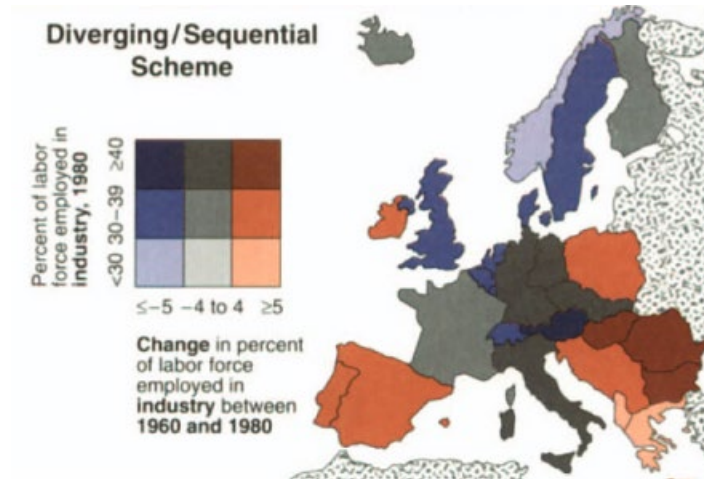 Diverging/Sequential
Scheme
Percent of labor
force employed in
industry, 1980
≥40
30–39
<30
≤−5 −4 to 4 ≥5
Change in percent
of labor force
employed in
industry between
1960 and 1980